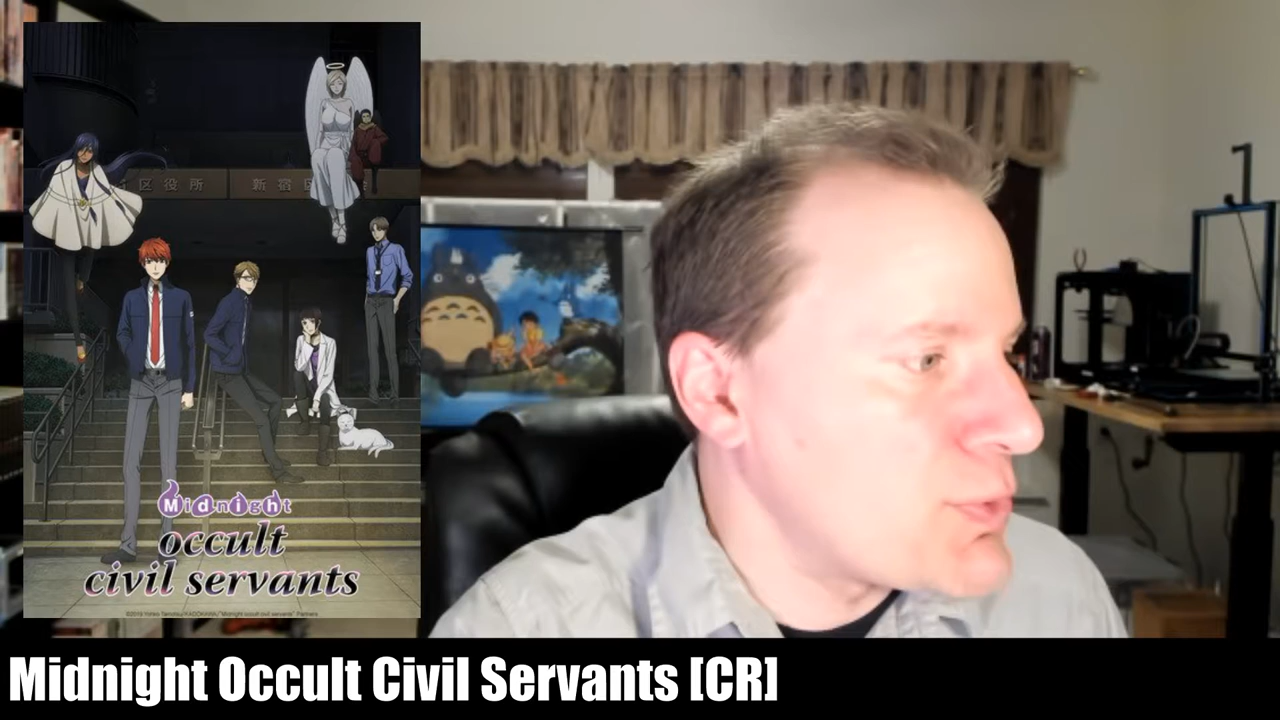 区役所 新宿区
Midnight
occult
civil servants
Midnight Occult Civil Servants [CR]